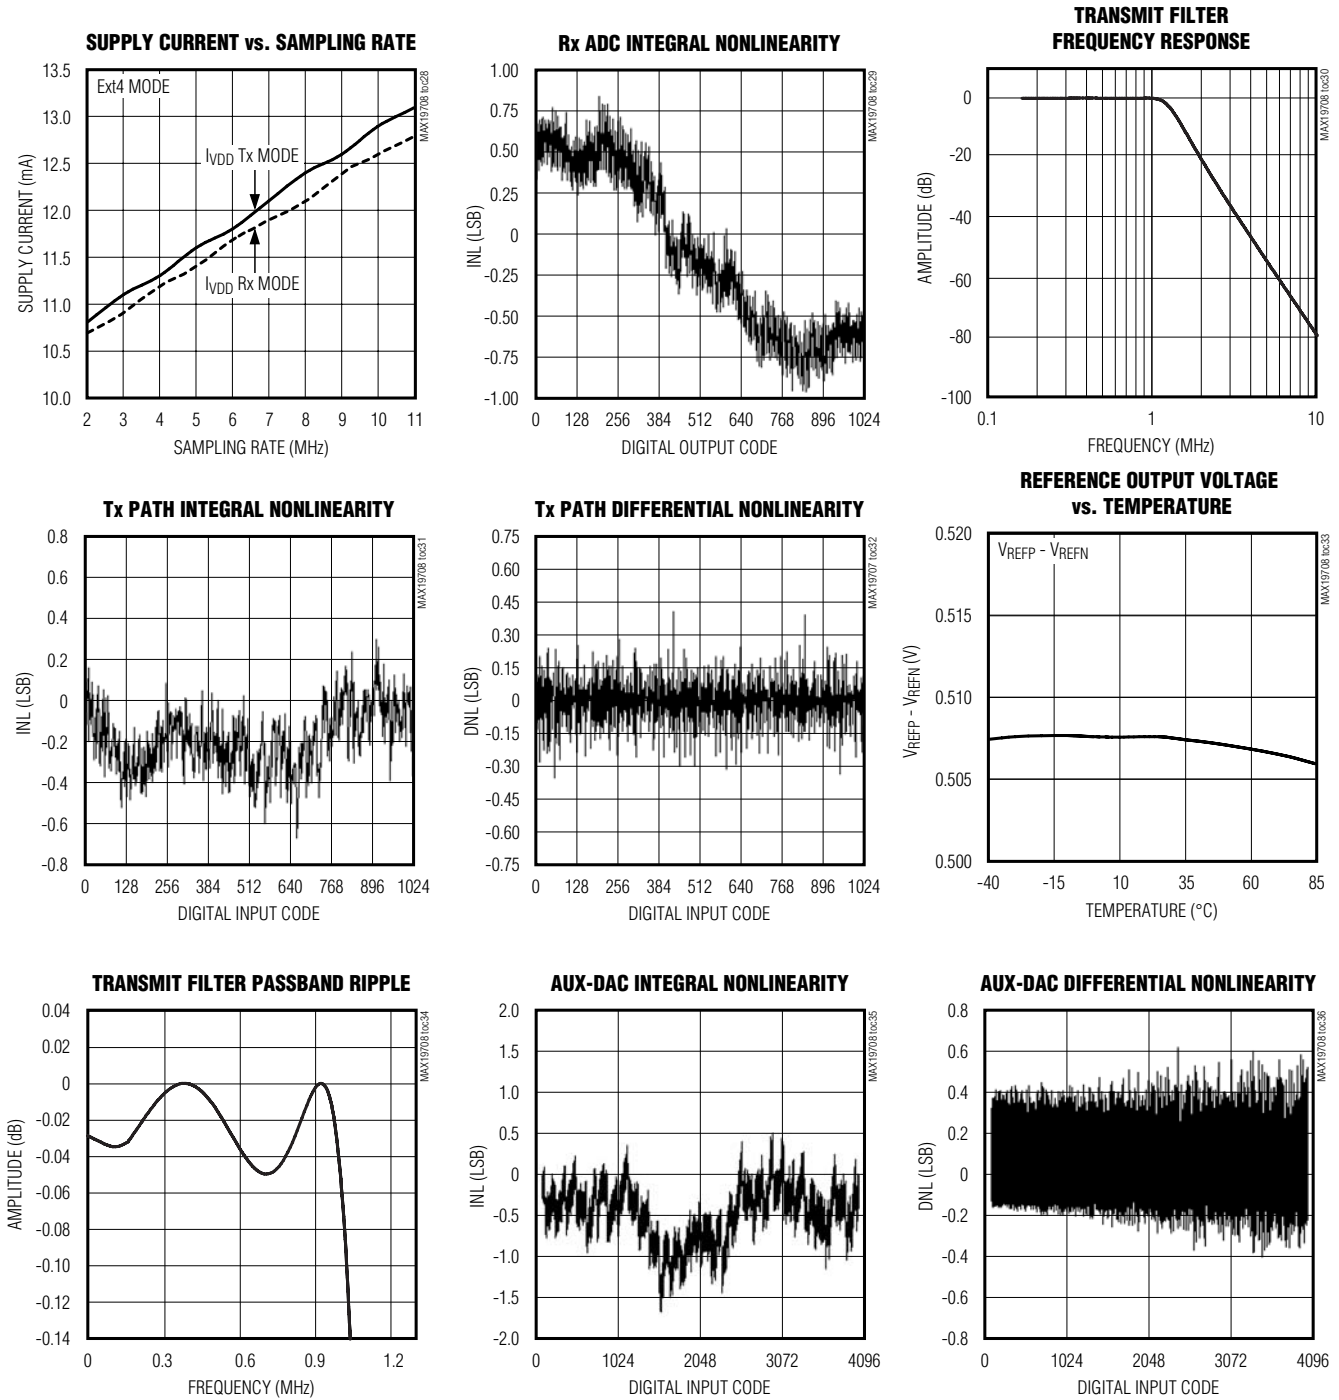 SUPPLY CURRENT vs. SAMPLING RATE
13.5
13.0
12.5
12.0
11.5
11.0
10.5
10.0
SUPPLY CURRENT (mA)
Ext4 MODE
IVDD Tx MODE
IVDD Rx MODE
2 3 4 5 6 7 8 9 10 11
SAMPLING RATE (MHz)
MAX19708 toc28
Rx ADC INTEGRAL NONLINEARITY
1.00
0.75
0.50
0.25
0
-0.25
-0.50
-0.75
-1.00
INL (LSB)
0 128 256 384 512 640 768 896 1024
DIGITAL OUTPUT CODE
MAX19708 toc29
TRANSMIT FILTER
FREQUENCY RESPONSE
0
-20
-40
-60
-80
-100
AMPLITUDE (dB)
0.1 1 10
FREQUENCY (MHz)
MAX19708 toc30
Tx PATH INTEGRAL NONLINEARITY
0.8
0.6
0.4
0.2
0
-0.2
-0.4
-0.6
-0.8
INL (LSB)
0 128 256 384 512 640 768 896 1024
DIGITAL INPUT CODE
MAX19708 toc31
Tx PATH DIFFERENTIAL NONLINEARITY
0.75
0.60
0.45
0.30
0.15
0
-0.15
-0.30
-0.45
-0.60
-0.75
DNL (LSB)
0 128 256 384 512 640 768 896 1024
DIGITAL INPUT CODE
MAX19707 toc32
REFERENCE OUTPUT VOLTAGE
vs. TEMPERATURE
0.520
0.515
0.510
0.505
0.500
VREFP - VREFN (V)
VREFP - VREFN
-40 -15 10 35 60 85
TEMPERATURE (°C)
MAX19708 toc33
TRANSMIT FILTER PASSBAND RIPPLE
0.04
0.02
0
-0.02
-0.04
-0.06
-0.08
-0.10
-0.12
-0.14
AMPLITUDE (dB)
0 0.3 0.6 0.9 1.2
FREQUENCY (MHz)
MAX19708 toc34
AUX-DAC INTEGRAL NONLINEARITY
2.0
1.5
1.0
0.5
0
-0.5
-1.0
-1.5
-2.0
INL (LSB)
0 1024 2048 3072 4096
DIGITAL INPUT CODE
MAX19708 toc35
AUX-DAC DIFFERENTIAL NONLINEARITY
0.8
0.6
0.4
0.2
0
-0.2
-0.4
-0.6
-0.8
DNL (LSB)
0 1024 2048 3072 4096
DIGITAL INPUT CODE
MAX19708 toc36